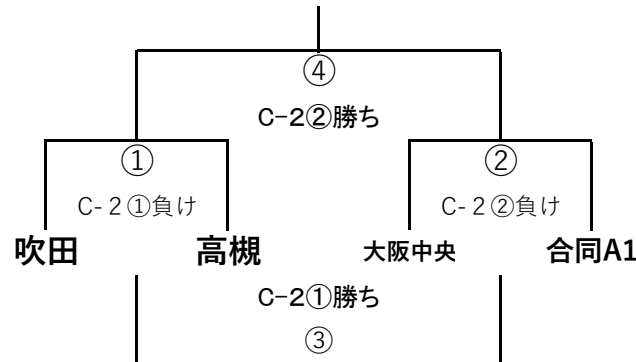 ④
C-2②勝ち
① ②
C-２①負け C-２②負け
吹田 高槻 大阪中央 合同A1
C-2①勝ち
③